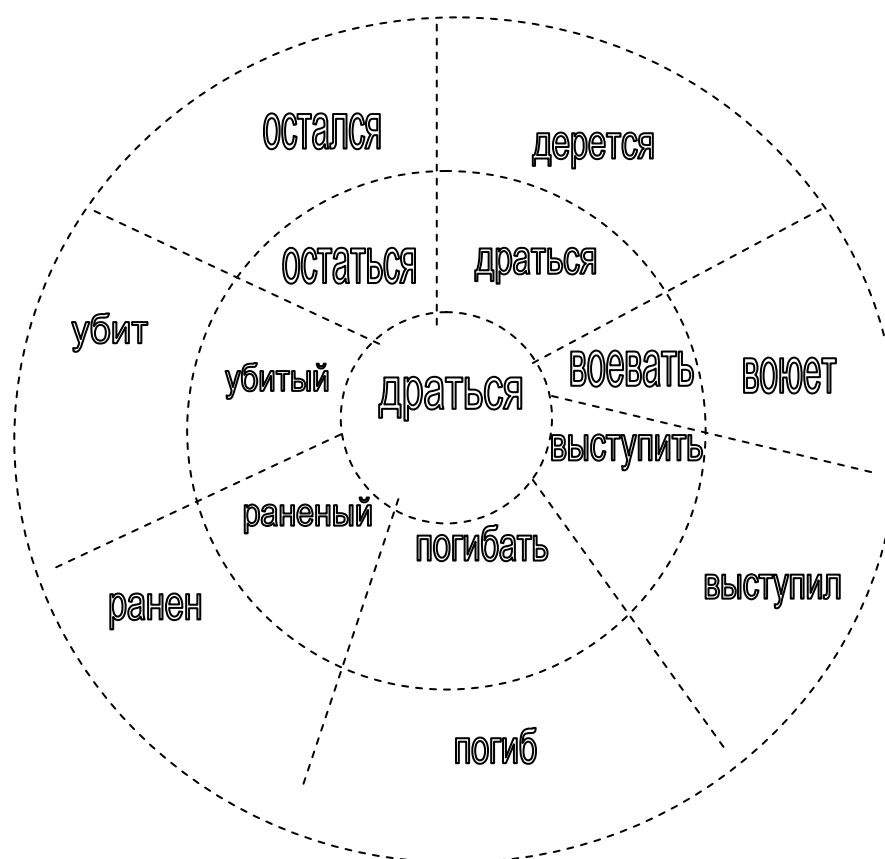 остался
дерется
остаться
драться
убит
убитый
драться
воевать
воюет
выступить
раненый
погибать
ранен
выступил
погиб